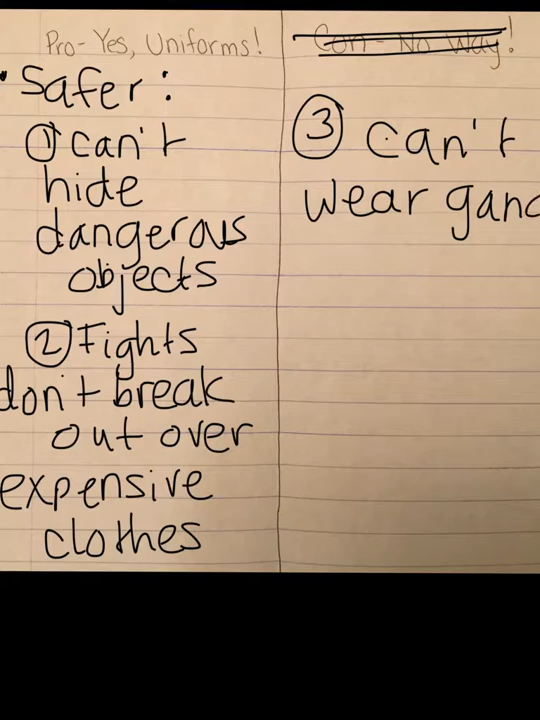 Pro- Yes, Uniforms!
• Safer:
① can't
hide
dangerous
objects
② Fights
don't break
out over
expensive
clothes
Con - No Way!
③ Can't
wear gang